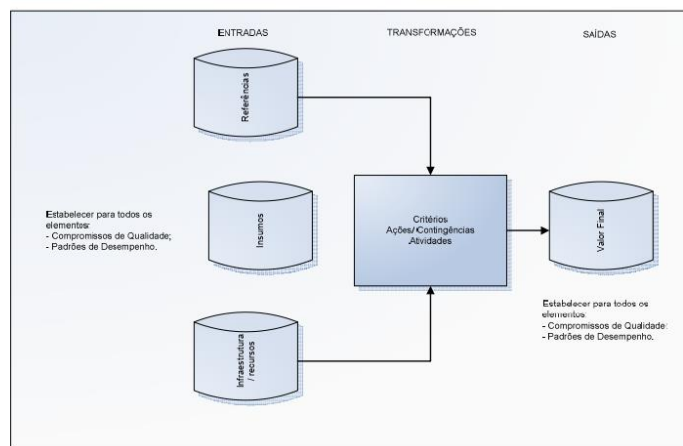 ENTRADAS
TRANSFORMAÇÕES
SAÍDAS
Referências
Estabelecer para todos os
elementos:
- Compromissos de Qualidade;
- Padrões de Desempenho.
Insumos
Critérios
Ações/Contingências
Atividades
Valor Final
Estabelecer para todos os
elementos:
- Compromissos de Qualidade:
- Padrões de Desempenho.
Infraestrutura
/ recursos